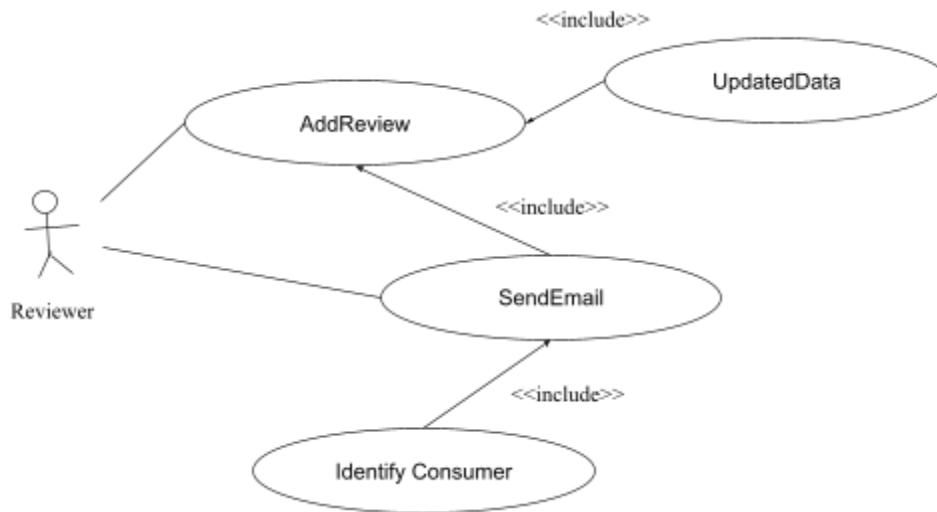 <<include>>
UpdatedData
AddReview
<<include>>
SendEmail
Reviewer
<<include>>
Identify Consumer